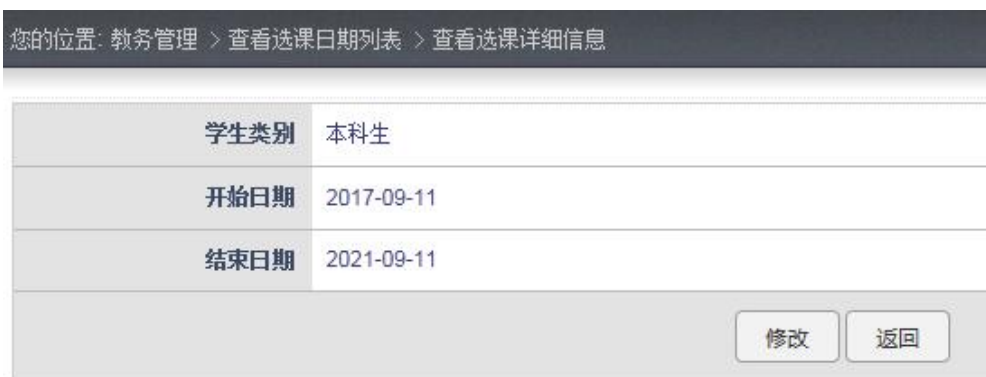 您的位置: 教务管理 > 查看选课日期列表 > 查看选课详细信息
学生类别 本科生
开始日期 2017-09-11
结束日期 2021-09-11
修改 返回